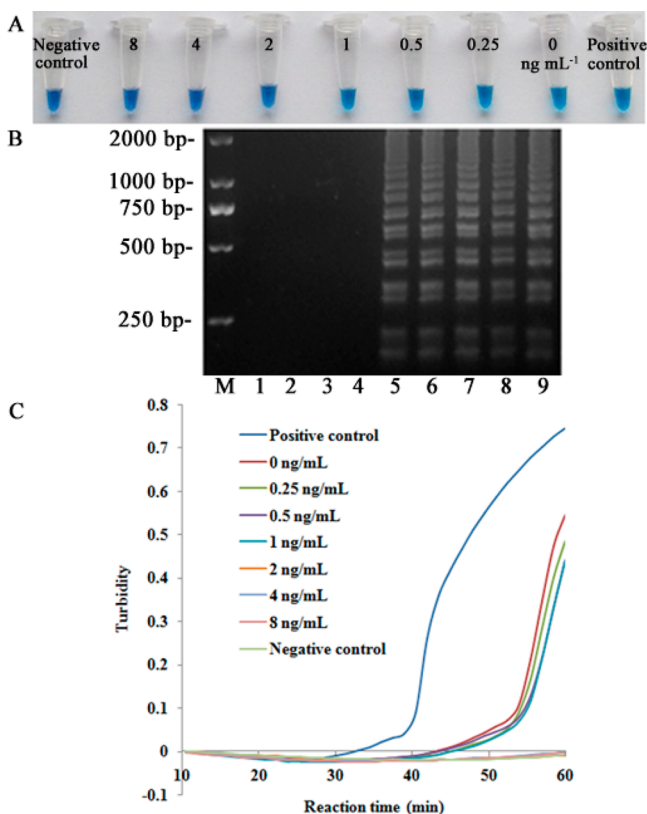 A
Negative control
8
4
2
1
0.5
0.25
0
ng mL⁻¹
Positive control
B
2000 bp-
1000 bp-
750 bp-
500 bp-
250 bp-
M 1 2 3 4 5 6 7 8 9
C
0.8
0.7
0.6
0.5
0.4
0.3
0.2
0.1
0
-0.1
Turbidity
Positive control
0 ng/mL
0.25 ng/mL
0.5 ng/mL
1 ng/mL
2 ng/mL
4 ng/mL
8 ng/mL
Negative control
10 20 30 40 50 60
Reaction time (min)